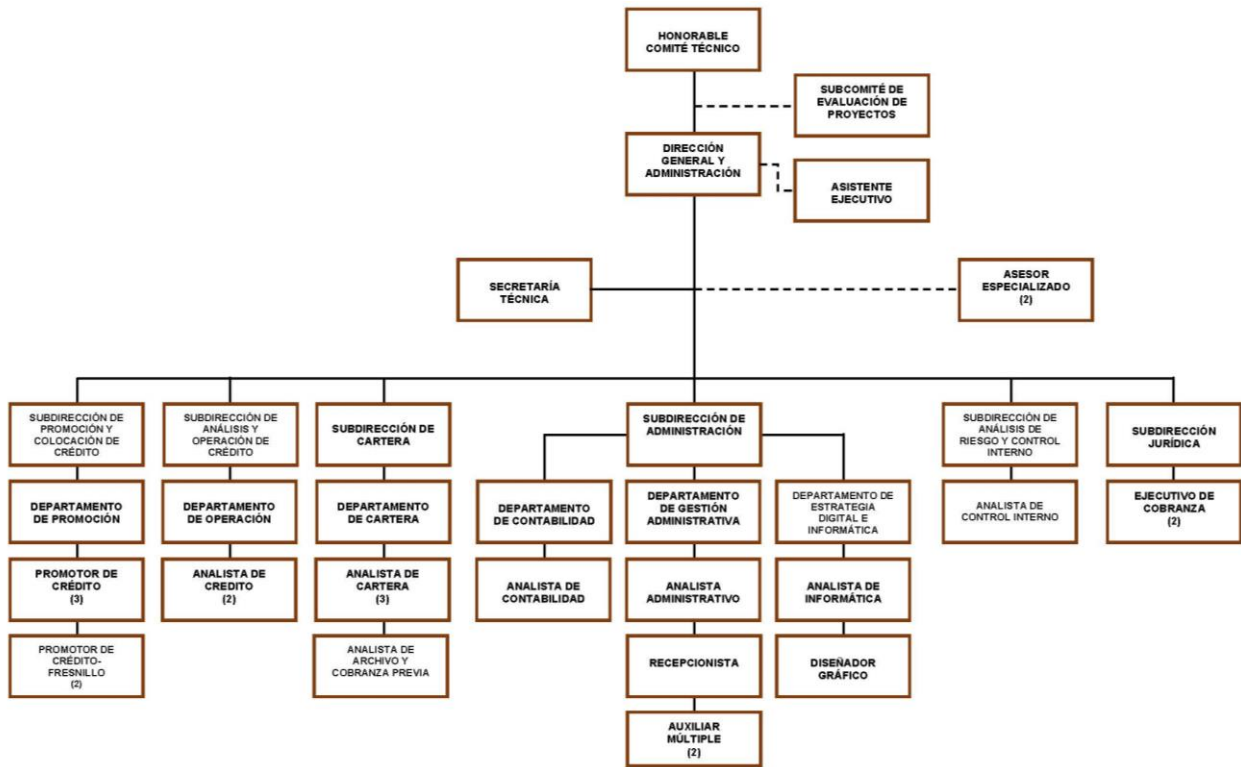 HONORABLE
COMITÉ TÉCNICO
SUBCOMITÉ DE
EVALUACIÓN DE
PROYECTOS
DIRECCIÓN
GENERAL Y
ADMINISTRACIÓN
ASISTENTE
EJECUTIVO
SECRETARÍA
TÉCNICA
ASESOR
ESPECIALIZADO
(2)
SUBDIRECCIÓN DE
PROMOCIÓN Y
COLOCACIÓN DE
CRÉDITO
SUBDIRECCIÓN DE
ANÁLISIS Y
OPERACIÓN DE
CRÉDITO
SUBDIRECCIÓN DE
CARTERA
SUBDIRECCIÓN DE
ADMINISTRACIÓN
SUBDIRECCIÓN DE
ANÁLISIS DE
RIESGO Y CONTROL
INTERNO
SUBDIRECCIÓN
JURÍDICA
DEPARTAMENTO
DE PROMOCIÓN
DEPARTAMENTO
DE OPERACIÓN
DEPARTAMENTO
DE CARTERA
DEPARTAMENTO
DE CONTABILIDAD
DEPARTAMENTO
DE GESTIÓN
ADMINISTRATIVA
DEPARTAMENTO DE
ESTRATEGIA
DIGITAL E
INFORMÁTICA
ANALISTA DE
CONTROL INTERNO
EJECUTIVO DE
COBRANZA
(2)
PROMOTOR DE
CRÉDITO
(3)
ANALISTA DE
CREDITO
(2)
ANALISTA DE
CARTERA
(3)
ANALISTA DE
CONTABILIDAD
ANALISTA
ADMINISTRATIVO
ANALISTA DE
INFORMÁTICA
PROMOTOR DE
CRÉDITO-
FRESNILLO
(2)
ANALISTA DE
ARCHIVO Y
COBRANZA PREVIA
RECEPCIONISTA
DISEÑADOR
GRÁFICO
AUXILIAR
MÚLTIPLE
(2)